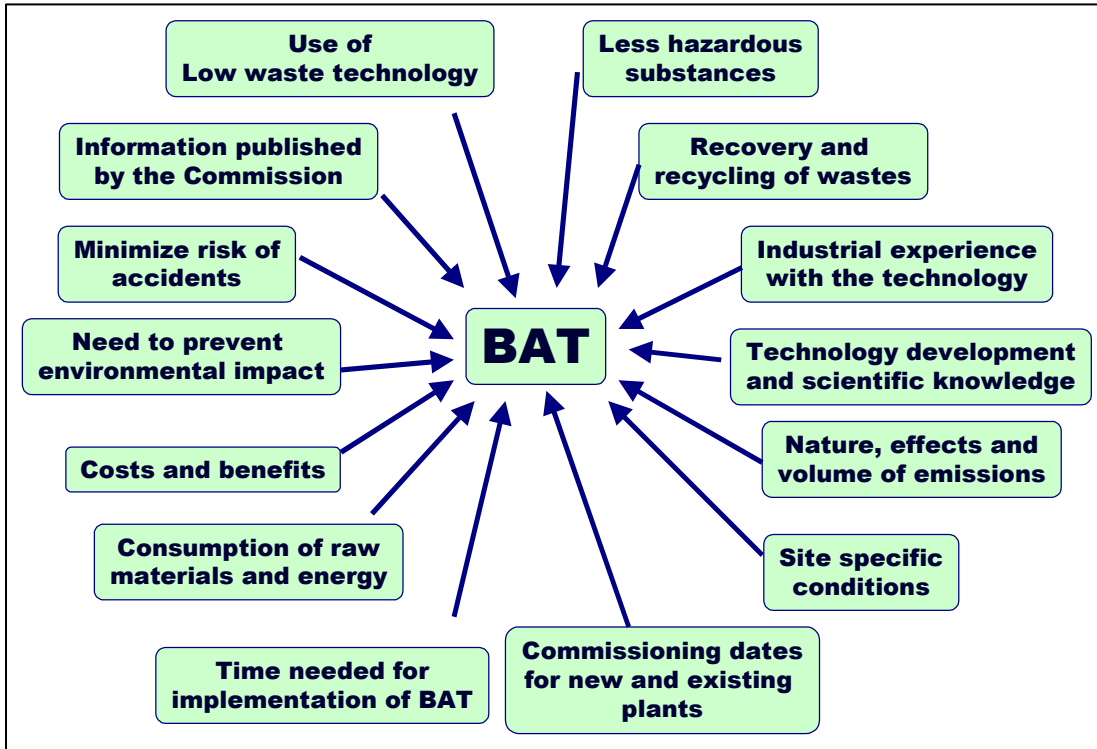 Use of
Low waste technology
Less hazardous
substances
Information published
by the Commission
Recovery and
recycling of wastes
Minimize risk of
accidents
Industrial experience
with the technology
Need to prevent
environmental impact
BAT
Technology development
and scientific knowledge
Costs and benefits
Nature, effects and
volume of emissions
Consumption of raw
materials and energy
Site specific
conditions
Time needed for
implementation of BAT
Commissioning dates
for new and existing
plants